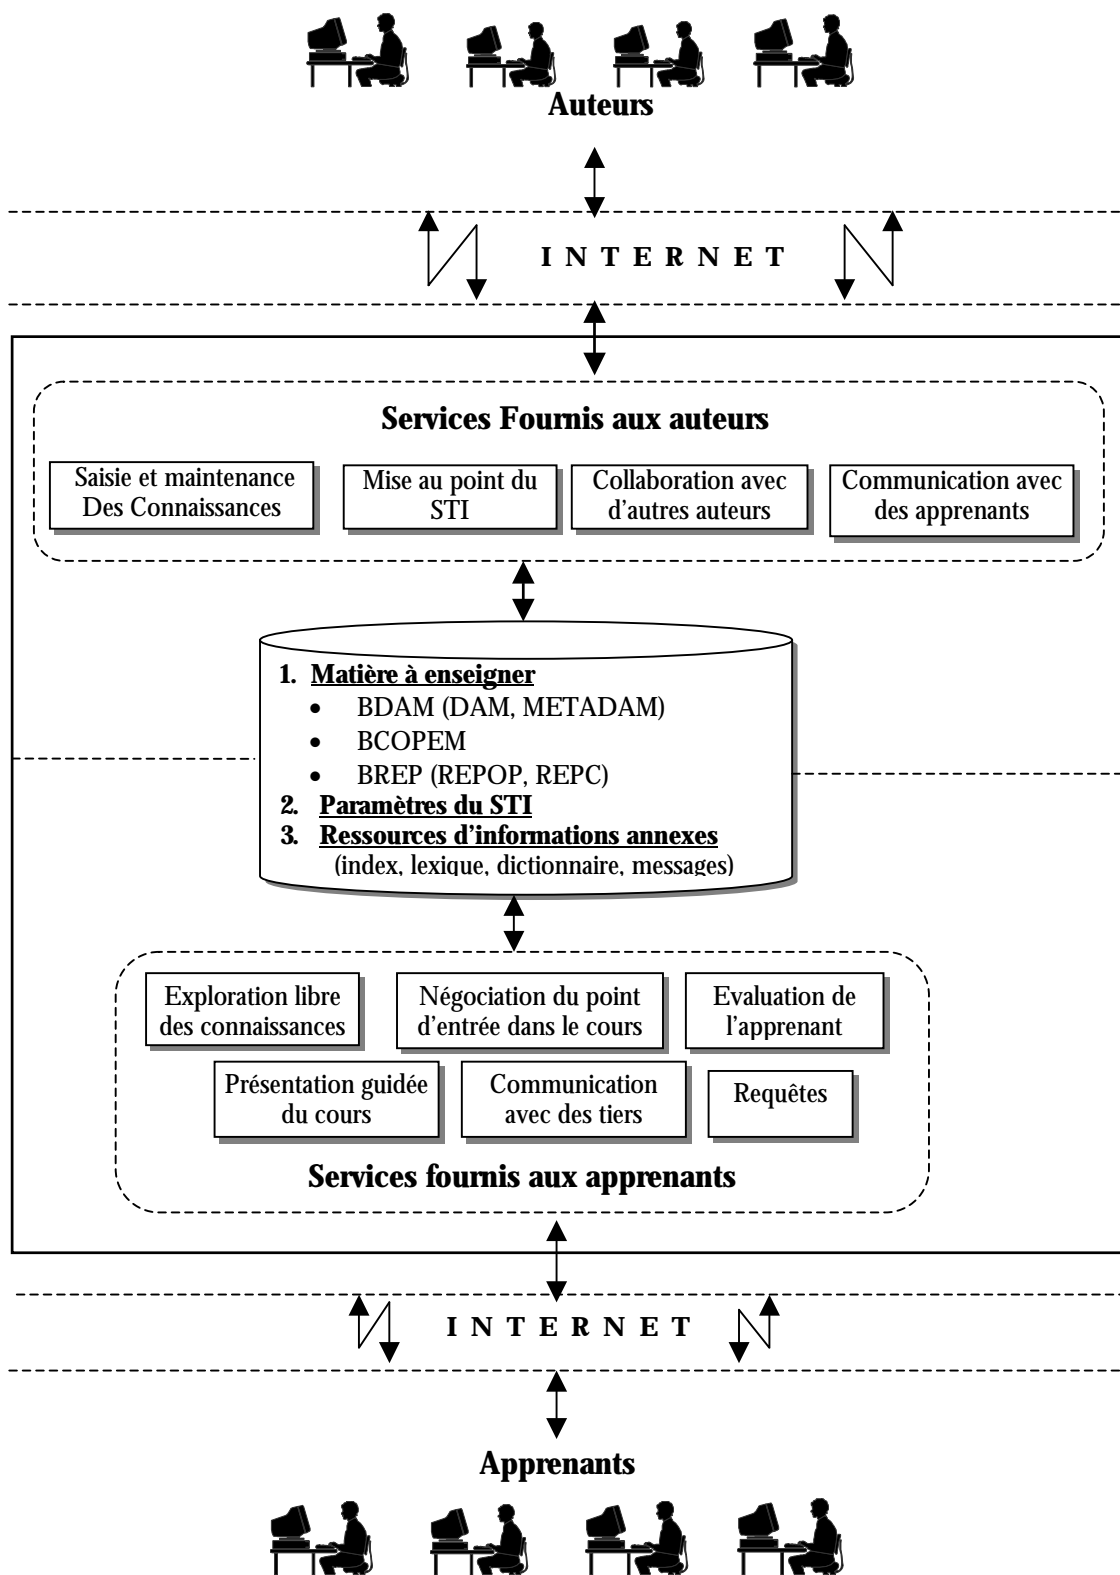 Auteurs
I N T E R N E T
Services Fournis aux auteurs
Saisie et maintenance
Des Connaissances
Mise au point du
STI
Collaboration avec
d'autres auteurs
Communication avec
des apprenants
1. Matière à enseigner
• BDAM (DAM, METADAM)
• BCOPEM
• BREP (REPOP, REPC)
2. Paramètres du STI
3. Ressources d'informations annexes
(index, lexique, dictionnaire, messages)
Exploration libre
des connaissances
Négociation du point
d'entrée dans le cours
Evaluation de
l'apprenant
Présentation guidée
du cours
Communication
avec des tiers
Requêtes
Services fournis aux apprenants
I N T E R N E T
Apprenants